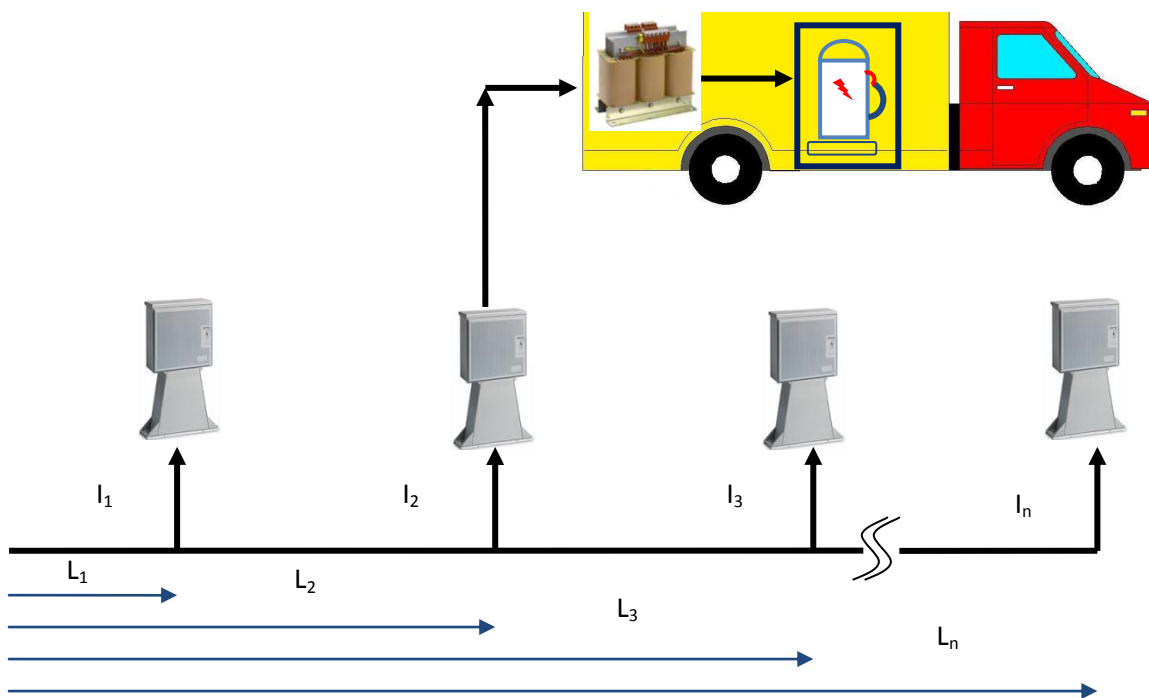 I₁ I₂ I₃ Iₙ
L₁
L₂
L₃
Lₙ